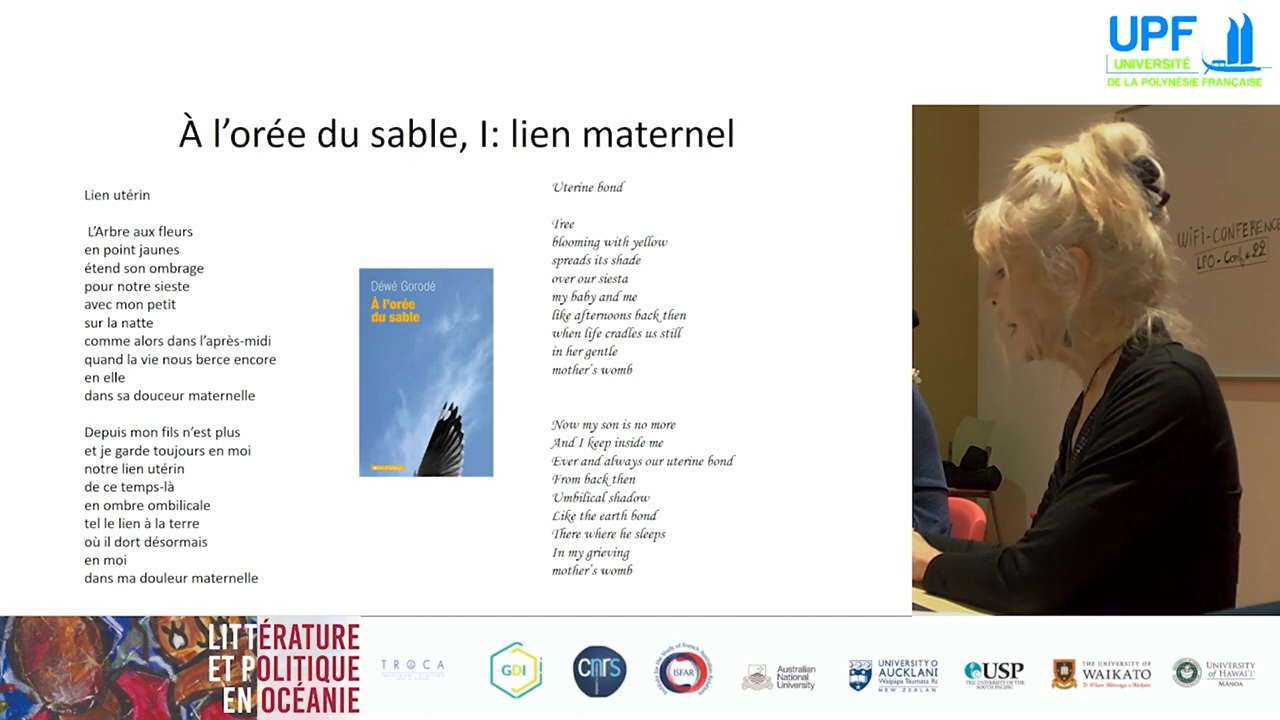 UPF
UNIVERSITÉ
DE LA POLYNÉSIE FRANÇAISE
À l’orée du sable, I: lien maternel
Lien utérin
L’Arbre aux fleurs
en point jaunes
étend son ombrage
pour notre sieste
avec mon petit
sur la natte
comme alors dans l’après-midi
quand la vie nous berce encore
en elle
dans sa douceur maternelle
Depuis mon fils n’est plus
et je garde toujours en moi
notre lien utérin
de ce temps-là
en ombre ombilicale
tel le lien à la terre
où il dort désormais
en moi
dans ma douleur maternelle
Déwé Gorodé
À l’orée
du sable
Uterine bond
Tree
blooming with yellow
spreads its shade
over our siesta
my baby and me
like afternoons back then
when life cradles us still
in her gentle
mother’s womb
Now my son is no more
And I keep inside me
Ever and always our uterine bond
From back then
Umbilical shadow
Like the earth bond
There where he sleeps
In my grieving
mother’s womb
WiFi-CONFERENCE
LPO-Conf.22
LITTÉRATURE
ET POLITIQUE
EN OCÉANIE
TROCA
GDI
cnrs
ISFAR
Australian
National
University
UNIVERSITY O
AUCKLANI
Waipapa Taumata R
NEW ZEALAN
USP
THE UNIVERSITY OF THE
SOUTH PACIFIC
THE UNIVERSITY OF
WAIKATO
Te Whare Wānanga o Waikato
UNIVERSITY
OF HAWAI‘I
MĀNOA